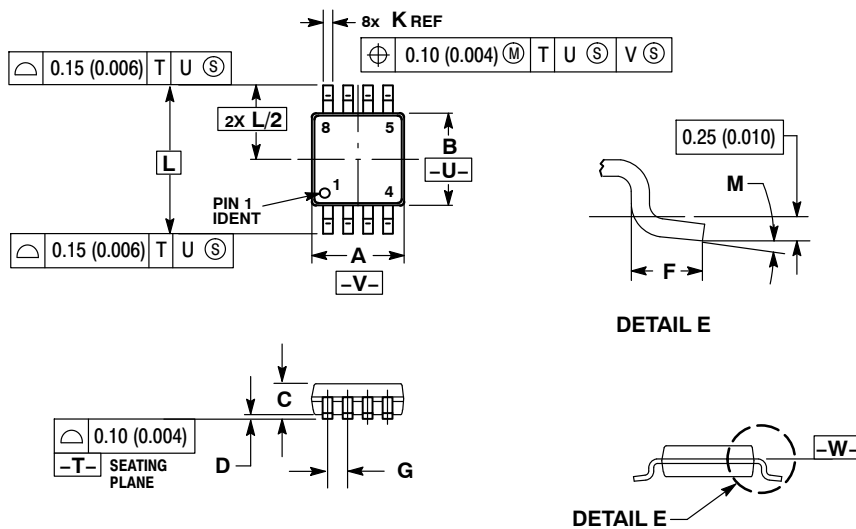 8x K REF
⌖ 0.10 (0.004) Ⓜ T U Ⓢ V Ⓢ
⌓ 0.15 (0.006) T U Ⓢ
2X L/2
L
8 5
B
-U-
1 4
PIN 1
IDENT
⌓ 0.15 (0.006) T U Ⓢ
A
-V-
0.25 (0.010)
M
F
DETAIL E
C
⌓ 0.10 (0.004)
-T- SEATING
PLANE
D
G
-W-
DETAIL E